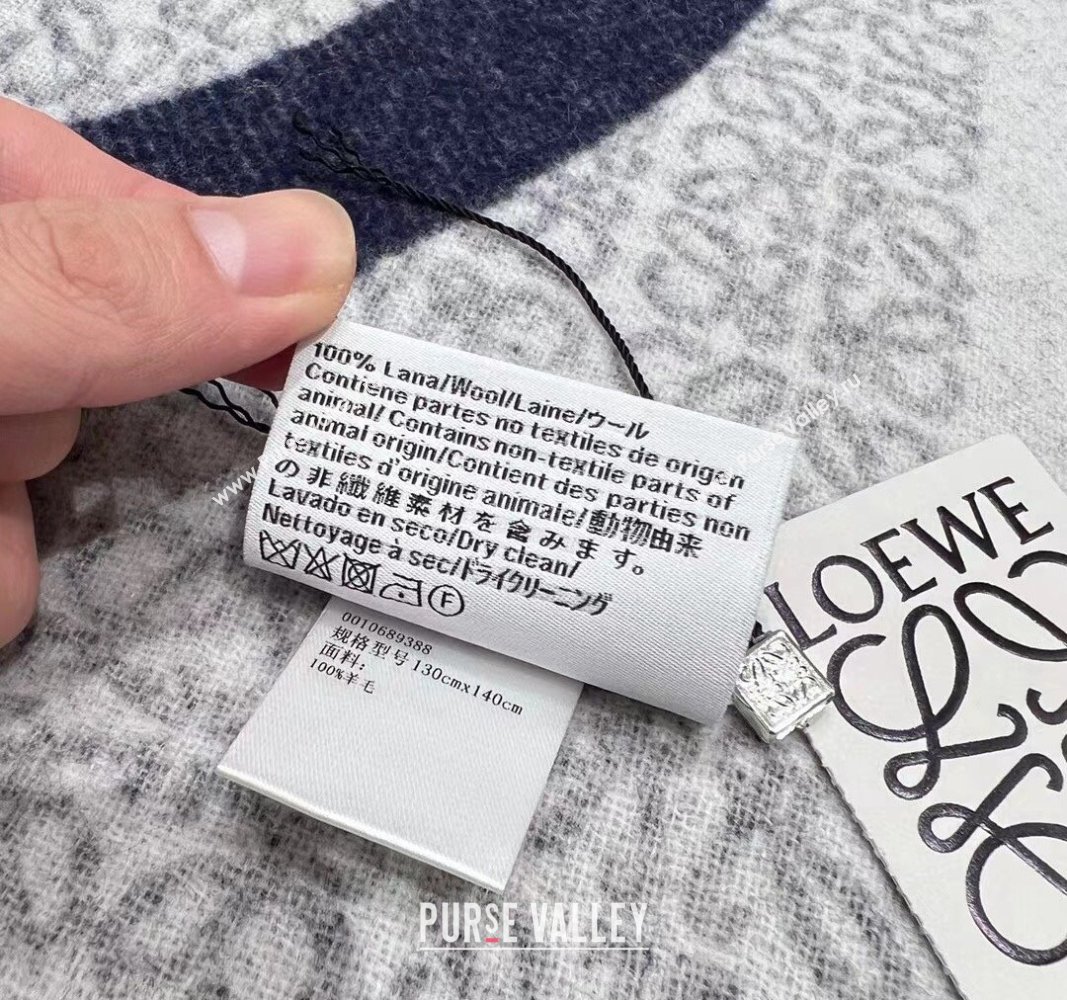 100% Lana/Wool/Laine/ウール
Contiene partes no textiles de origen
animal/ Contains non-textile parts of
animal origin/Contient des parties non
textiles d'origine animale/動物由来
の非繊維素材を含みます。
Lavado en seco/Dry clean/
Nettoyage à sec/ドライクリーニング
F
0010689388
规格型号 130cmx140cm
面料:
100%羊毛
LOEWE
PURSE VALLEY